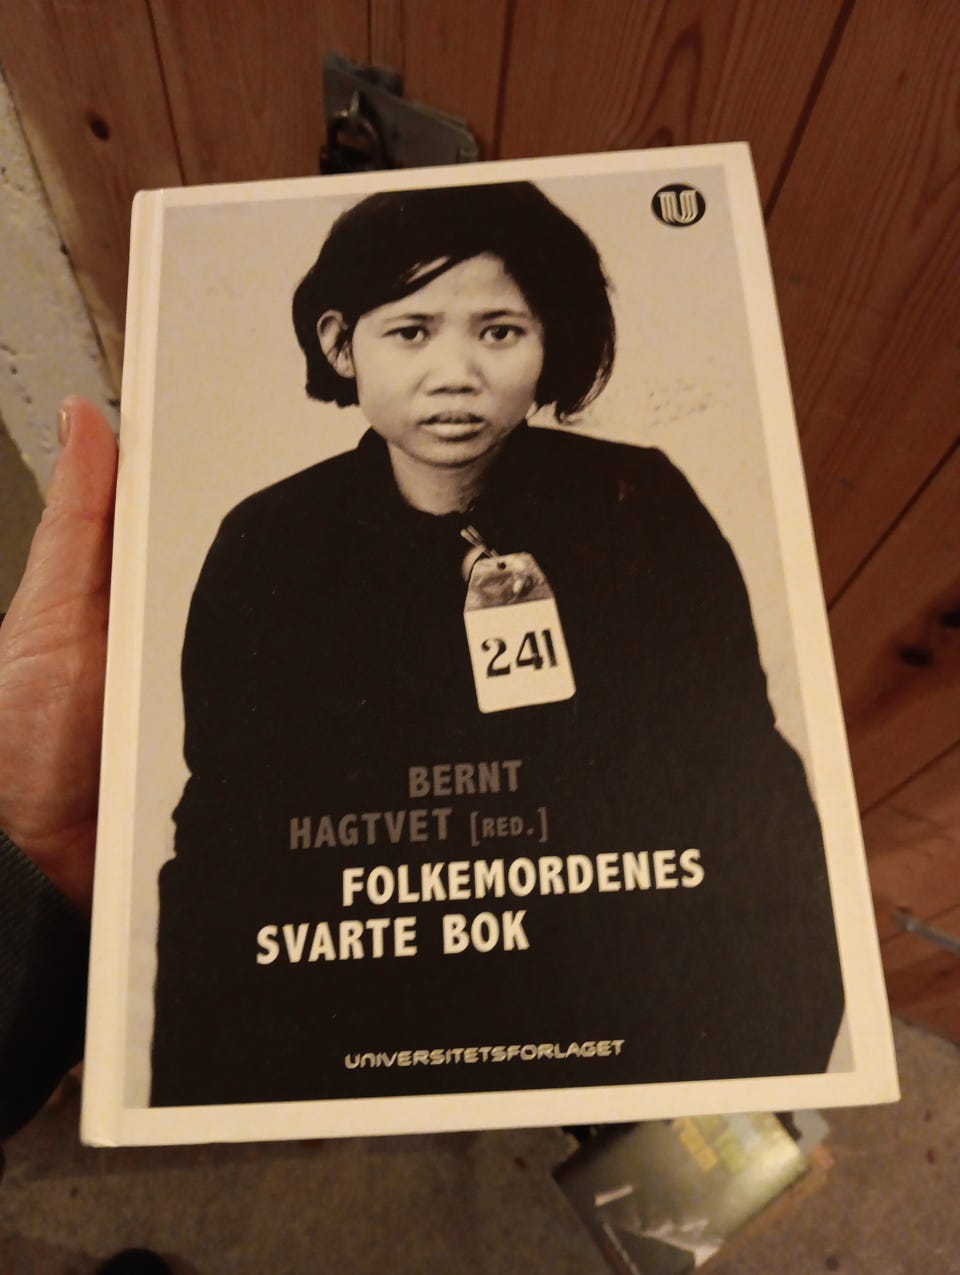 U
241
BERNT
HAGTVET [RED.]
FOLKEMORDENES
SVARTE BOK
UNIVERSITETSFORLAGET